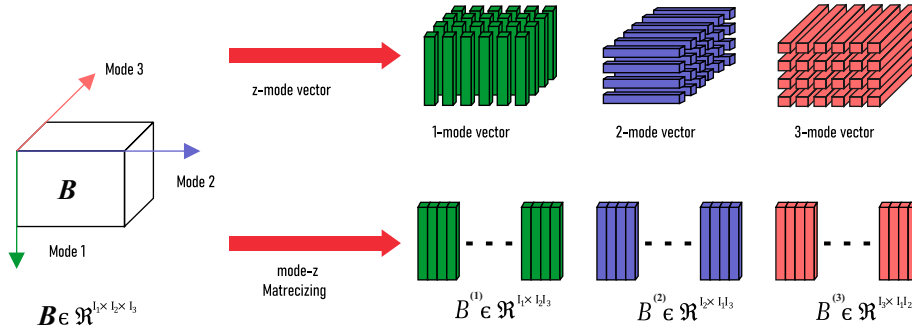 Mode 3
z-mode vector
1-mode vector
2-mode vector
3-mode vector
B
Mode 2
Mode 1
mode-z
Matrecizing
B ϵ ℜ^{I₁× I₂× I₃}
B^{(1)} ϵ ℜ^{I₁× I₂I₃}
B^{(2)} ϵ ℜ^{I₂× I₁I₃}
B^{(3)} ϵ ℜ^{I₃× I₁I₂}